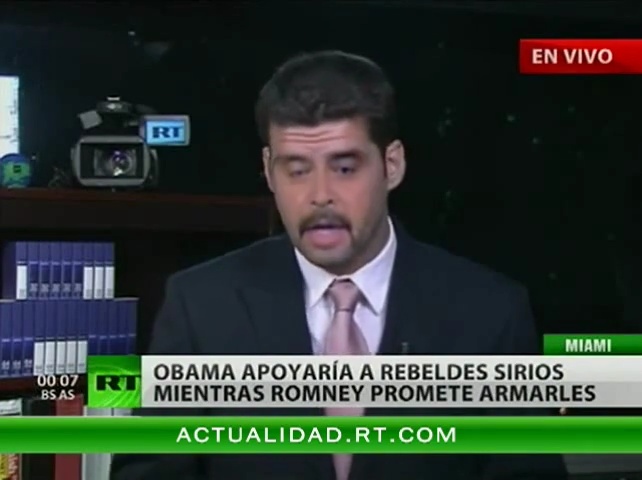 EN VIVO
RT
MIAMI
OBAMA APOYARÍA A REBELDES SIRIOS
MIENTRAS ROMNEY PROMETE ARMARLES
00:07
BS AS
RT
ACTUALIDAD.RT.COM